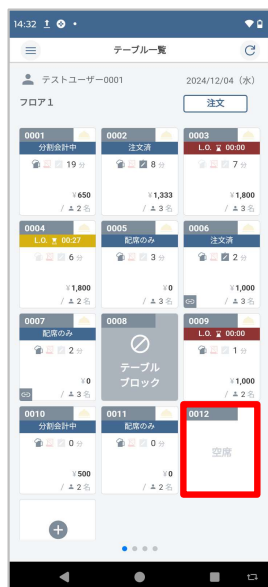 14:32
テーブル一覧
テストユーザー0001 2024/12/04（水）
フロア1 注文
0001 0002 0003
分割会計中 注文済 L.O. 00:00
19分 8分 7分
¥650 ¥1,333 ¥1,800
/ 2名 / 3名 / 3名
0004 0005 0006
L.O. 00:27 配席のみ 注文済
6分 3分 2分
¥1,800 ¥0 ¥1,000
/ 2名 / 3名 / 3名
0007 0008 0009
配席のみ L.O. 00:00
2分 テーブル 1分
ブロック
¥0 ¥1,000
/ 3名 / 2名
0010 0011 0012
分割会計中 配席のみ
0分 0分 空席
¥500 ¥0
/ 2名 / 2名